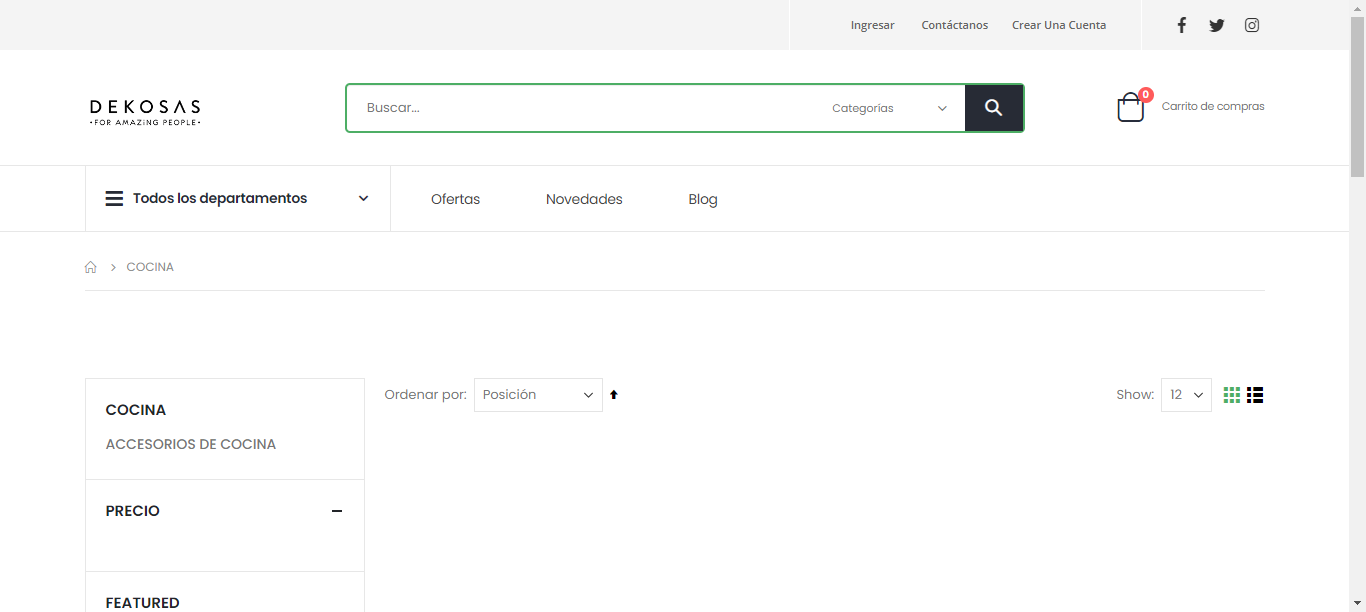 Ingresar
Contáctanos
Crear Una Cuenta
DEKOSAS
•FOR AMAZiNG PEOPLE•
Buscar...
Categorias
0
Carrito de compras
Todos los departamentos
Ofertas
Novedades
Blog
COCINA
COCINA
ACCESORIOS DE COCINA
PRECIO
FEATURED
Ordenar por:
Posición
Show:
12